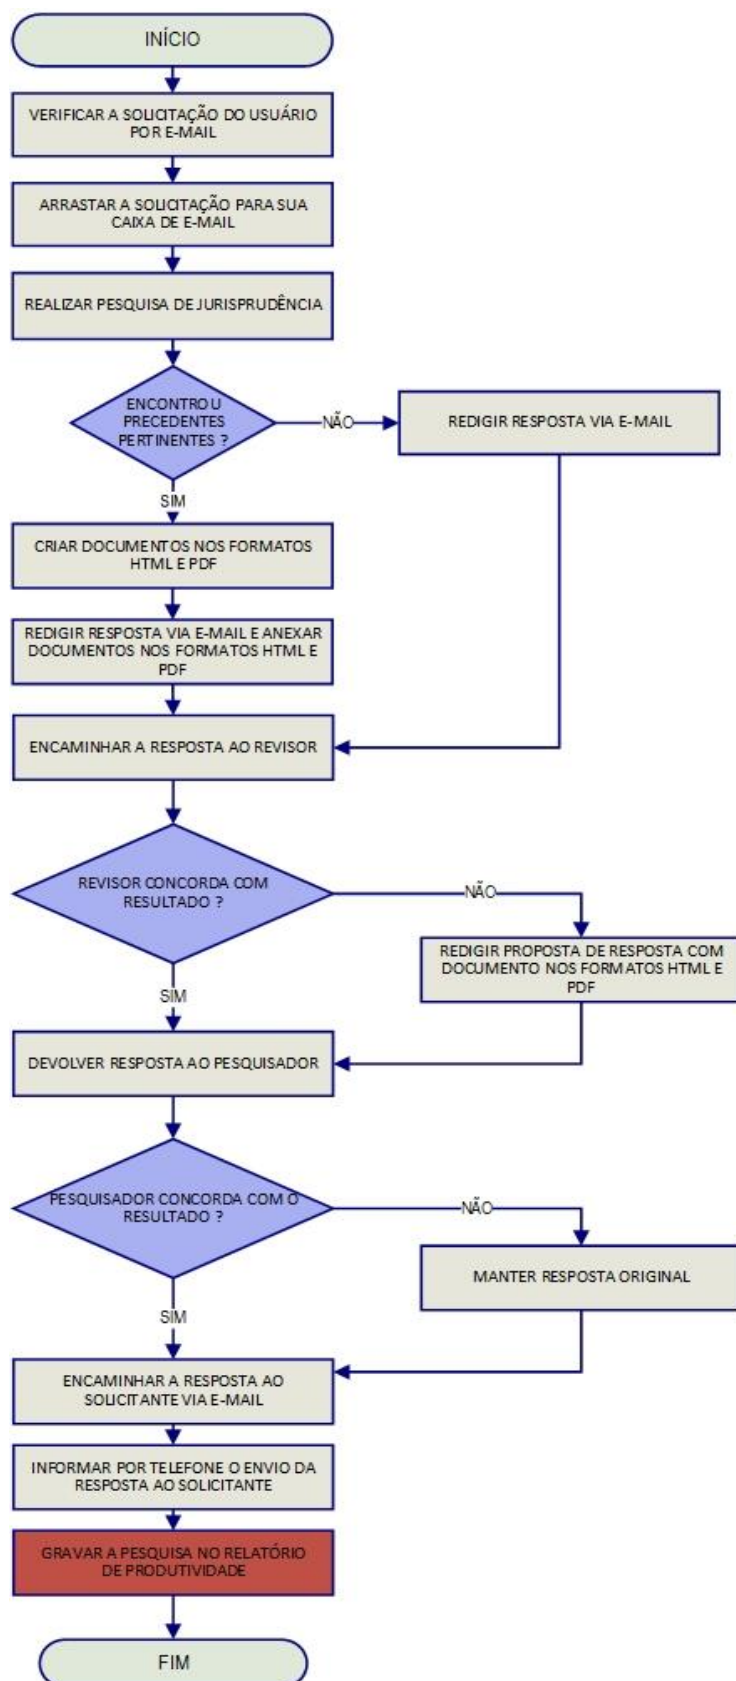 INÍCIO
VERIFICAR A SOLICITAÇÃO DO USUÁRIO
POR E-MAIL
ARRASTAR A SOLICITAÇÃO PARA SUA
CAIXA DE E-MAIL
REALIZAR PESQUISA DE JURISPRUDÊNCIA
ENCONTROU
PRECEDENTES
PERTINENTES ?
NÃO
REDIGIR RESPOSTA VIA E-MAIL
SIM
CRIAR DOCUMENTOS NOS FORMATOS
HTML E PDF
REDIGIR RESPOSTA VIA E-MAIL E ANEXAR
DOCUMENTOS NOS FORMATOS HTML E
PDF
ENCAMINHAR A RESPOSTA AO REVISOR
REVISOR CONCORDA COM
RESULTADO ?
NÃO
REDIGIR PROPOSTA DE RESPOSTA COM
DOCUMENTO NOS FORMATOS HTML E
PDF
SIM
DEVOLVER RESPOSTA AO PESQUISADOR
PESQUISADOR CONCORDA COM O
RESULTADO ?
NÃO
MANTER RESPOSTA ORIGINAL
SIM
ENCAMINHAR A RESPOSTA AO
SOLICITANTE VIA E-MAIL
INFORMAR POR TELEFONE O ENVIO DA
RESPOSTA AO SOLICITANTE
GRAVAR A PESQUISA NO RELATÓRIO
DE PRODUTIVIDADE
FIM